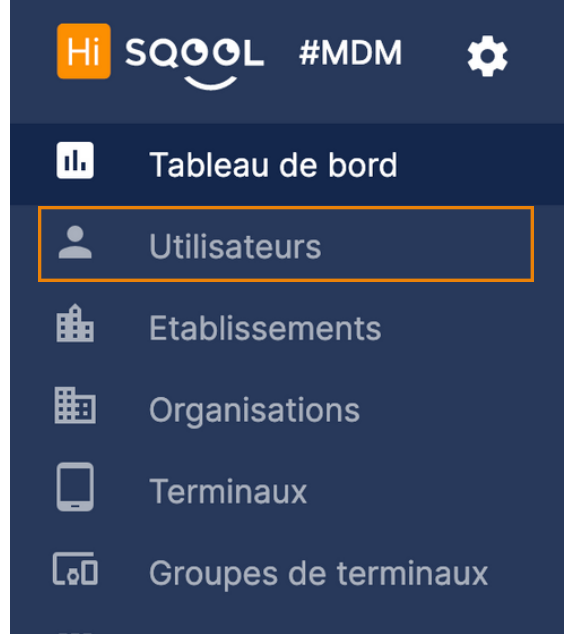 Hi SQOOL #MDM
Tableau de bord
Utilisateurs
Etablissements
Organisations
Terminaux
Groupes de terminaux